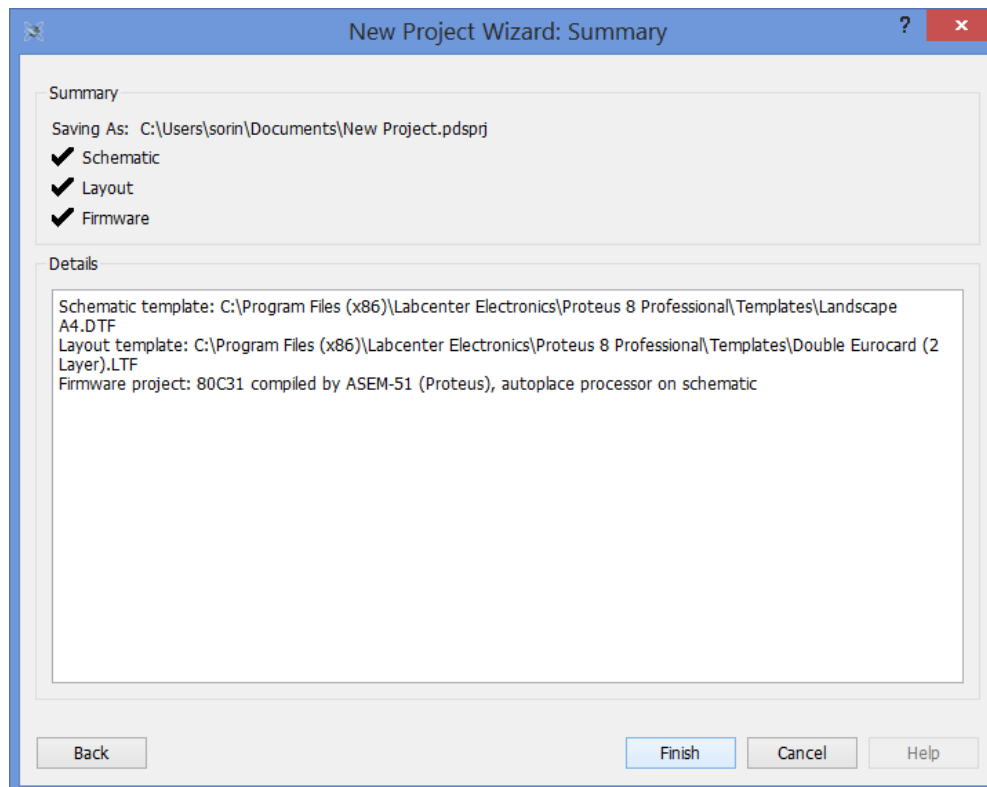 New Project Wizard: Summary
?
x
Summary
Saving As: C:\Users\sorin\Documents\New Project.pdsprj
Schematic
Layout
Firmware
Details
Schematic template: C:\Program Files (x86)\Labcenter Electronics\Proteus 8 Professional\Templates\Landscape
A4.DTF
Layout template: C:\Program Files (x86)\Labcenter Electronics\Proteus 8 Professional\Templates\Double Eurocard (2
Layer).LTF
Firmware project: 80C31 compiled by ASEM-51 (Proteus), autoplace processor on schematic
Back
Finish
Cancel
Help